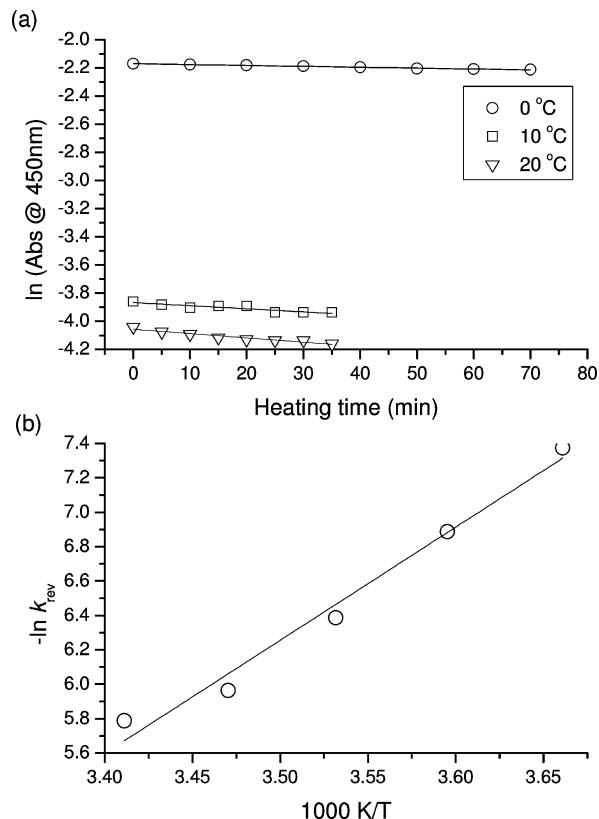 (a)
-2.0
-2.2
-2.4
-2.6
-2.8
-3.0
-3.2
-3.4
-3.6
-3.8
-4.0
-4.2
ln (Abs @ 450nm)
0 °C
10 °C
20 °C
0 10 20 30 40 50 60 70 80
Heating time (min)
(b)
7.4
7.2
7.0
6.8
6.6
6.4
6.2
6.0
5.8
5.6
-ln k_rev
3.40 3.45 3.50 3.55 3.60 3.65
1000 K/T